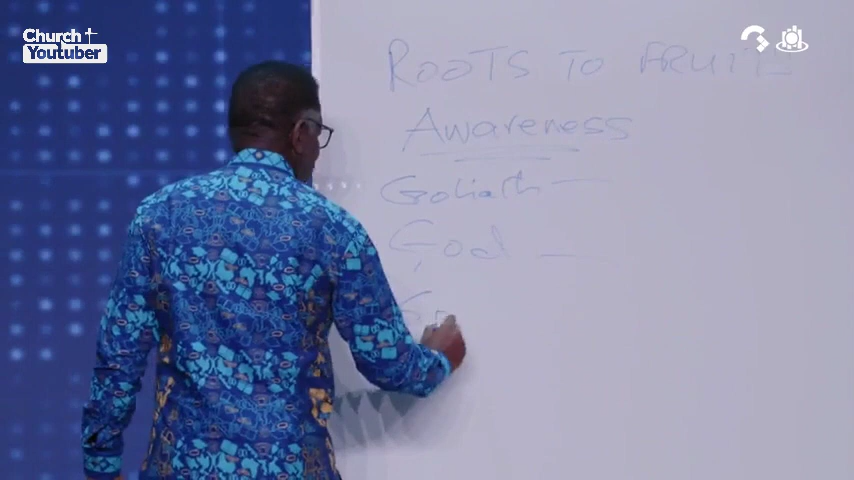 Church
Youtuber
ROOTS TO FRUITS
Awareness
Goliath —
God —